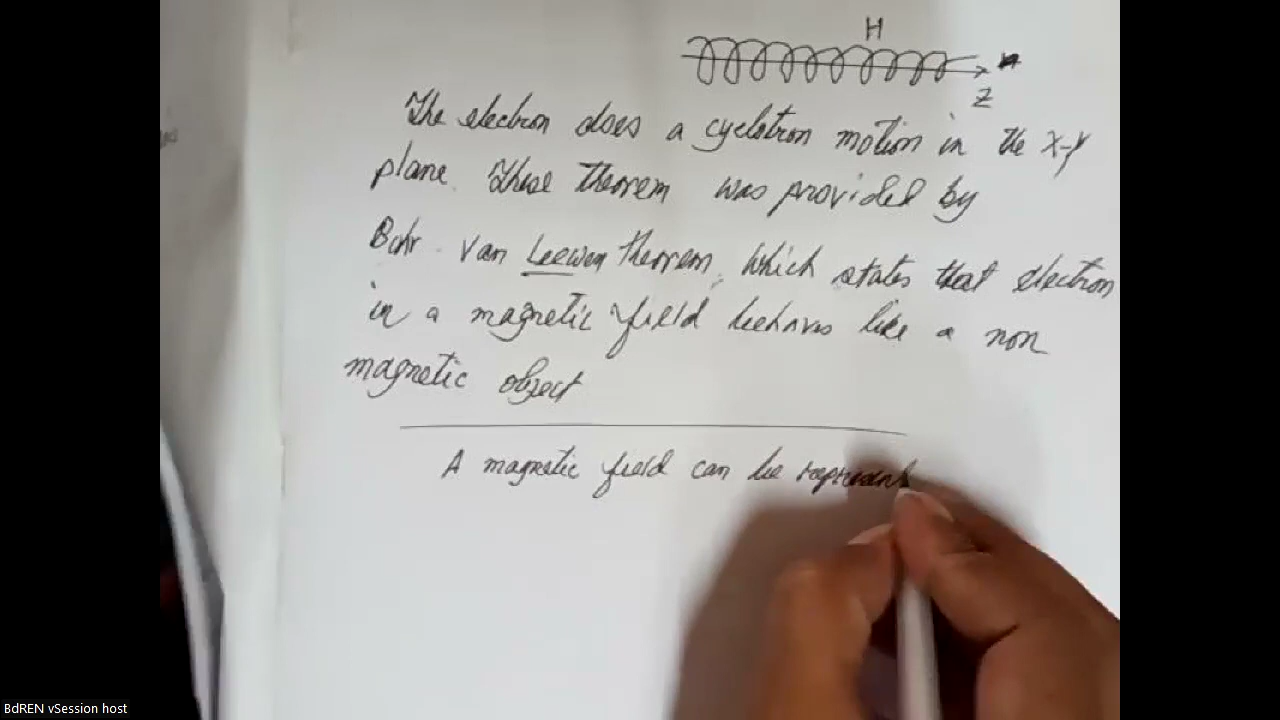 H
Z
The electron does a cyclotron motion in the X-Y
plane. These theorem was provided by
Bohr - Van Leewen theorem, which states that electron
in a magnetic field behaves like a non
magnetic object
A magnetic field can be represent
BdREN vSession host